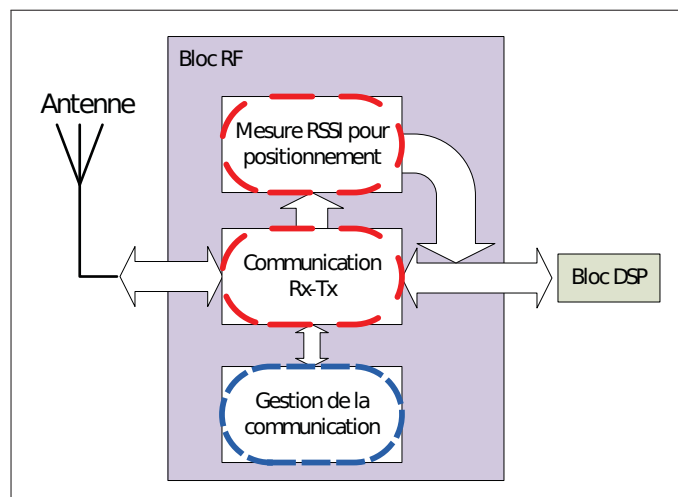 Bloc RF
Antenne
Mesure RSSI pour
positionnement
Communication
Rx-Tx
Bloc DSP
Gestion de la
communication